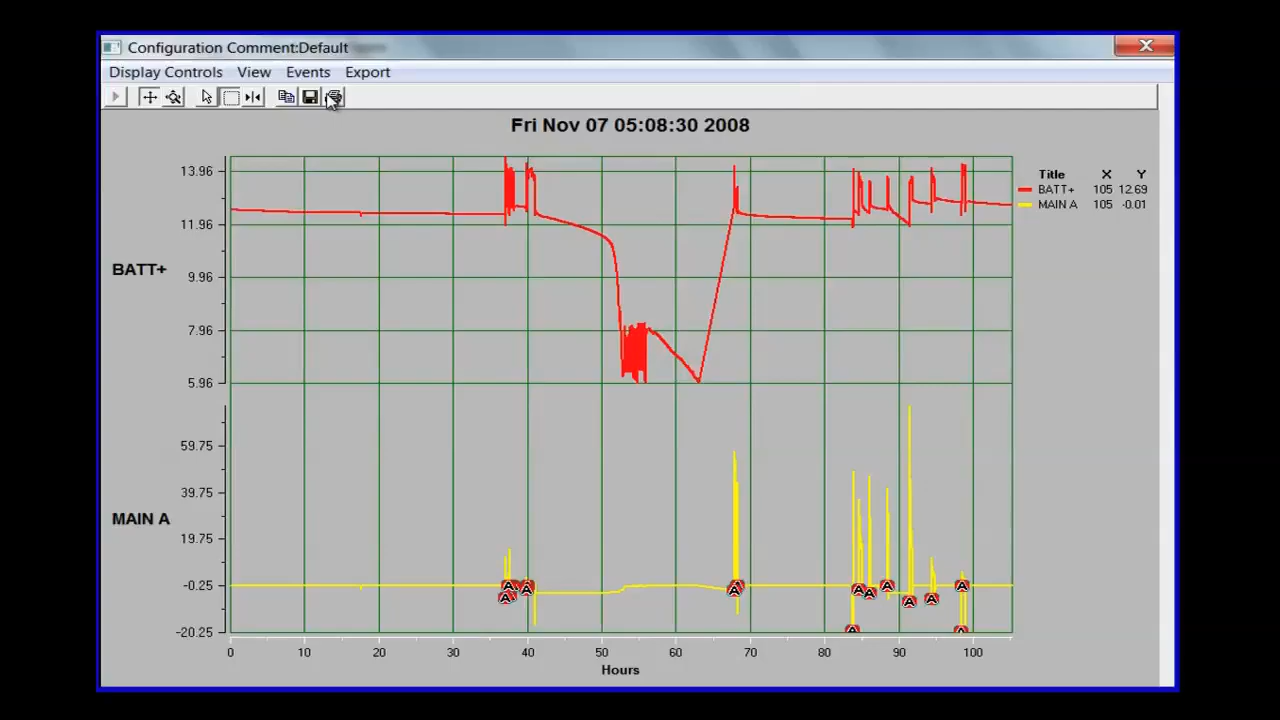 Configuration Comment:Default
Display Controls View Events Export
Fri Nov 07 05:08:30 2008
Title X Y
BATT+ 105 12.69
MAIN A 105 -0.01
BATT+
13.96
11.96
9.96
7.96
5.96
MAIN A
59.75
39.75
19.75
-0.25
-20.25
A A A A A A A A A A A A A A
0 10 20 30 40 50 60 70 80 90 100
Hours